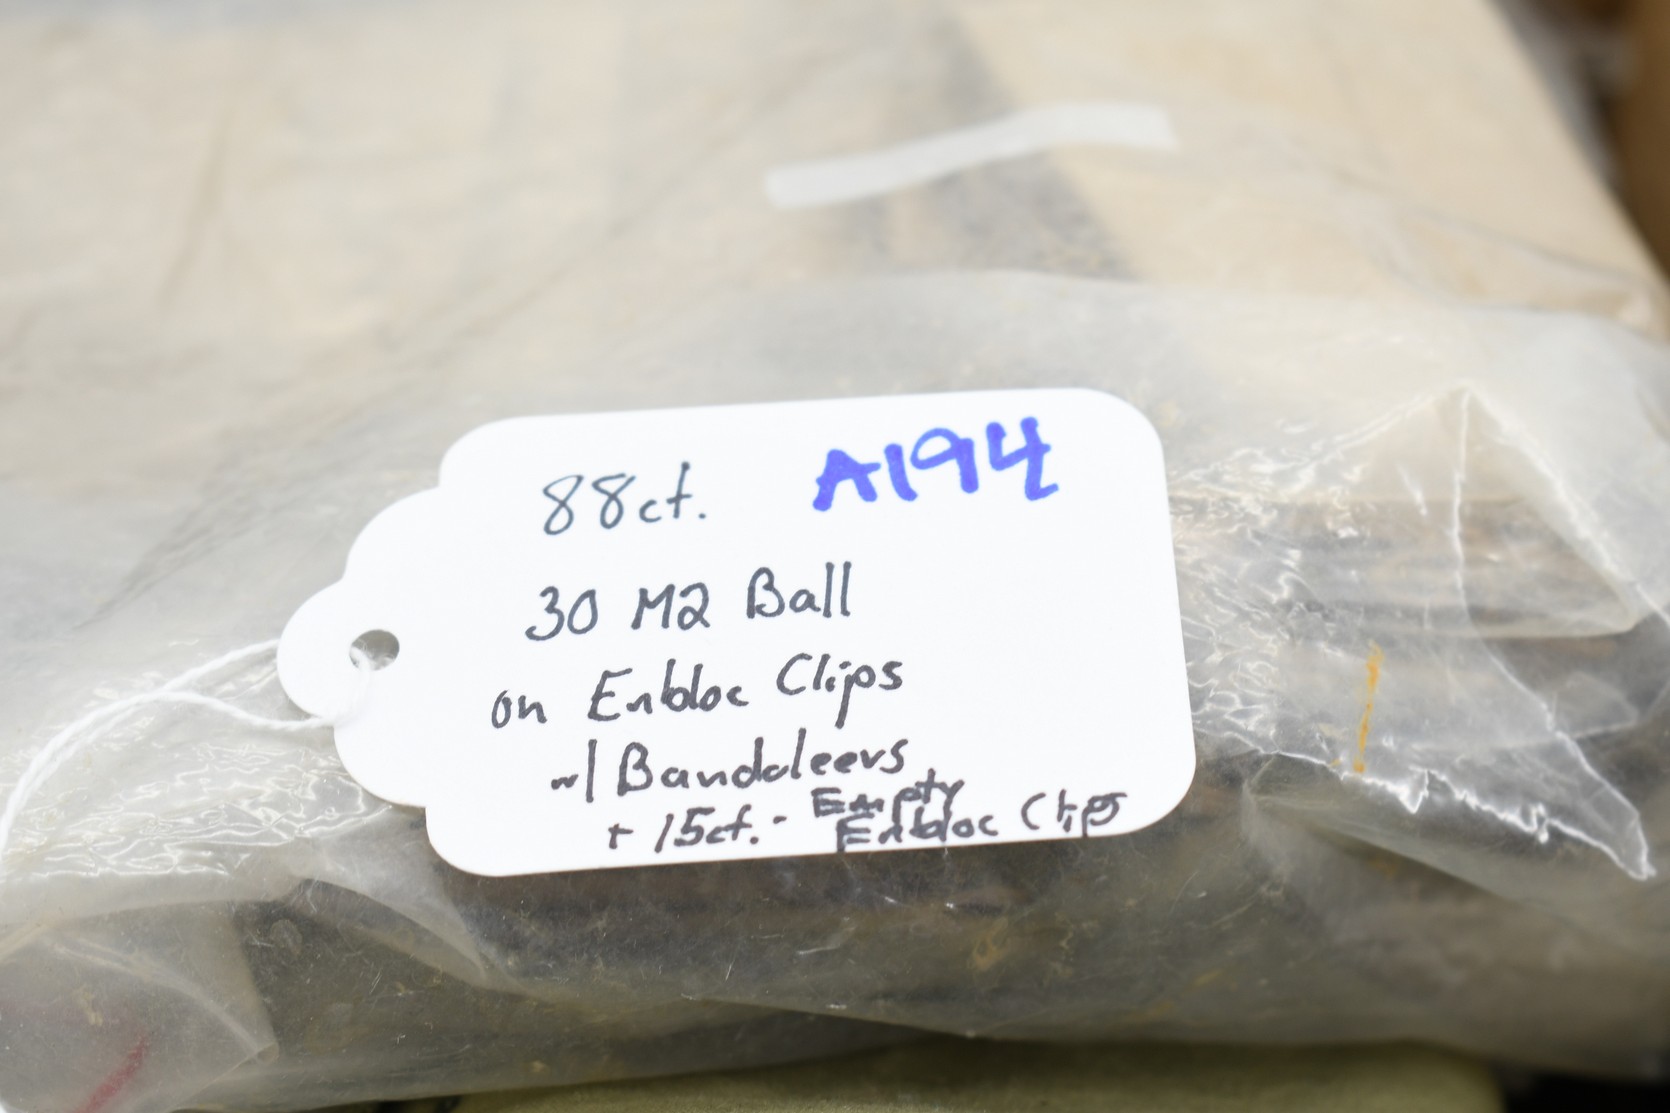 88ct. A194
30 M2 Ball
on Enbloc Clips
w/ Bandoleers
+ 15ct. - Empty
Enbloc Clips